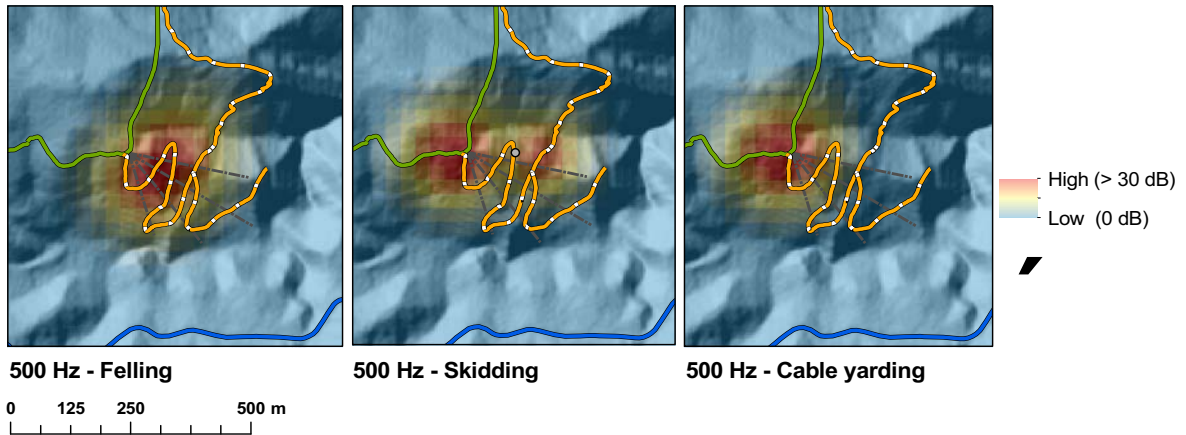 High (> 30 dB)
Low (0 dB)
500 Hz - Felling
500 Hz - Skidding
500 Hz - Cable yarding
0 125 250 500 m